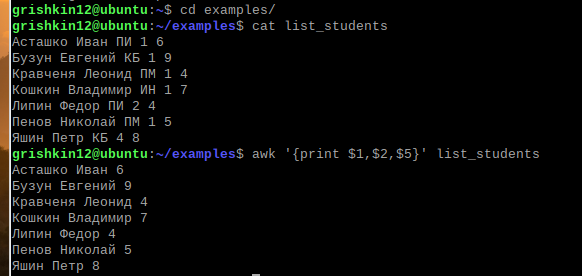 grishkin12@ubuntu:~$ cd examples/
grishkin12@ubuntu:~/examples$ cat list_students
Асташко Иван ПИ 1 6
Бузун Евгений КБ 1 9
Кравченя Леонид ПМ 1 4
Кошкин Владимир ИН 1 7
Липин Федор ПИ 2 4
Пенов Николай ПМ 1 5
Яшин Петр КБ 4 8
grishkin12@ubuntu:~/examples$ awk '{print $1,$2,$5}' list_students
Асташко Иван 6
Бузун Евгений 9
Кравченя Леонид 4
Кошкин Владимир 7
Липин Федор 4
Пенов Николай 5
Яшин Петр 8